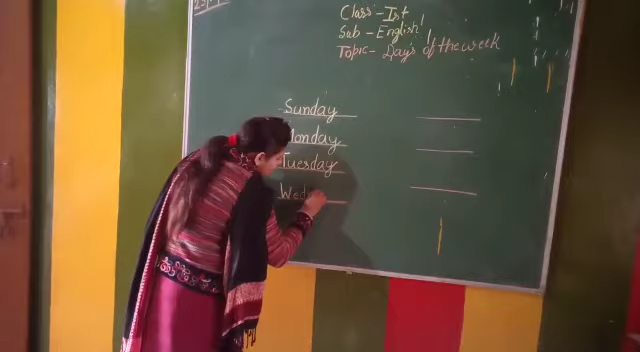 Class - Ist
Sub - English
Topic - Days of the week
Sunday
Monday
Tuesday
Wed